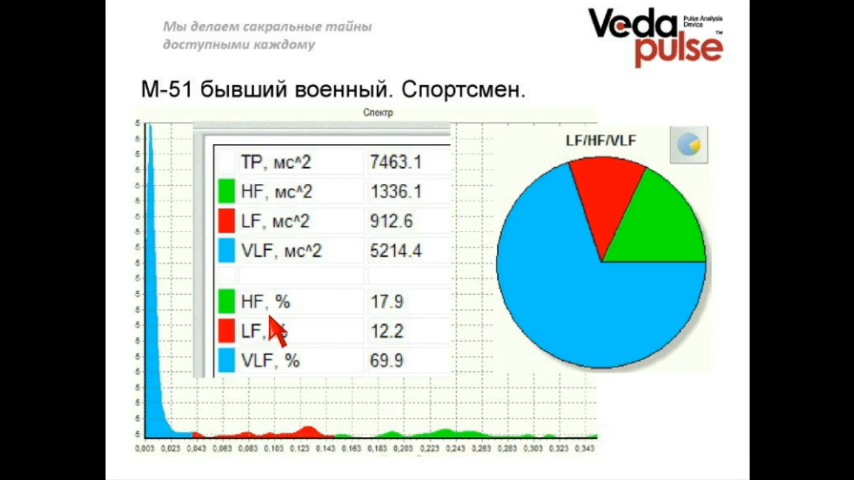 Мы делаем сакральные тайны
доступными каждому
Veda
pulse
Pulse Analysis
Device
TM
М-51 бывший военный. Спортсмен.
Спектр
TP, мс^2 7463.1
HF, мс^2 1336.1
LF, мс^2 912.6
VLF, мс^2 5214.4
HF, % 17.9
LF, % 12.2
VLF, % 69.9
LF/HF/VLF
0,003 0,023 0,043 0,063 0,083 0,103 0,123 0,143 0,163 0,183 0,203 0,223 0,243 0,263 0,283 0,303 0,323 0.343